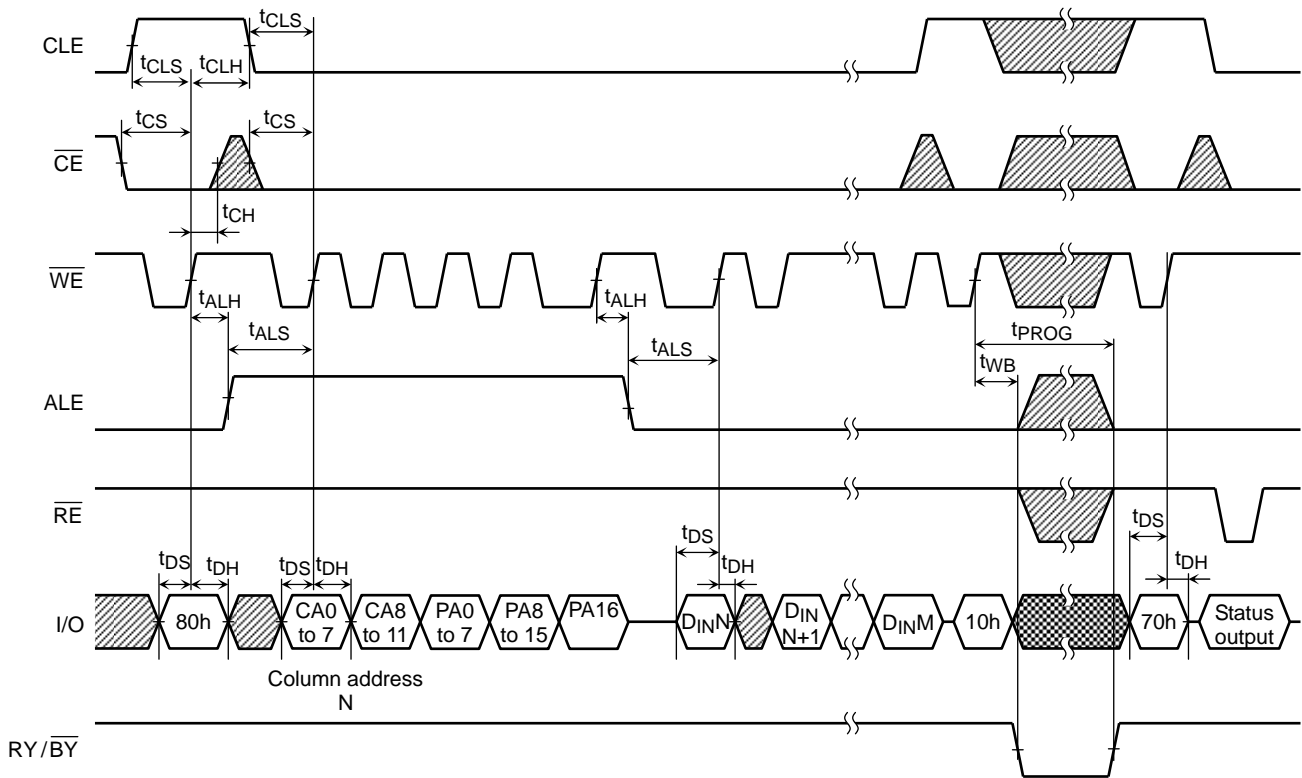 CLE
tCLS
tCLS
tCLH
CE
tCS
tCS
tCH
WE
tALH
tALS
tALH
tALS
tPROG
tWB
ALE
RE
tDS
tDH
tDS
tDH
tDS
tDH
tDS
tDH
I/O
80h
CA0
to 7
CA8
to 11
PA0
to 7
PA8
to 15
PA16
DINN
DIN
N+1
DINM
10h
70h
Status
output
Column address
N
RY/BY